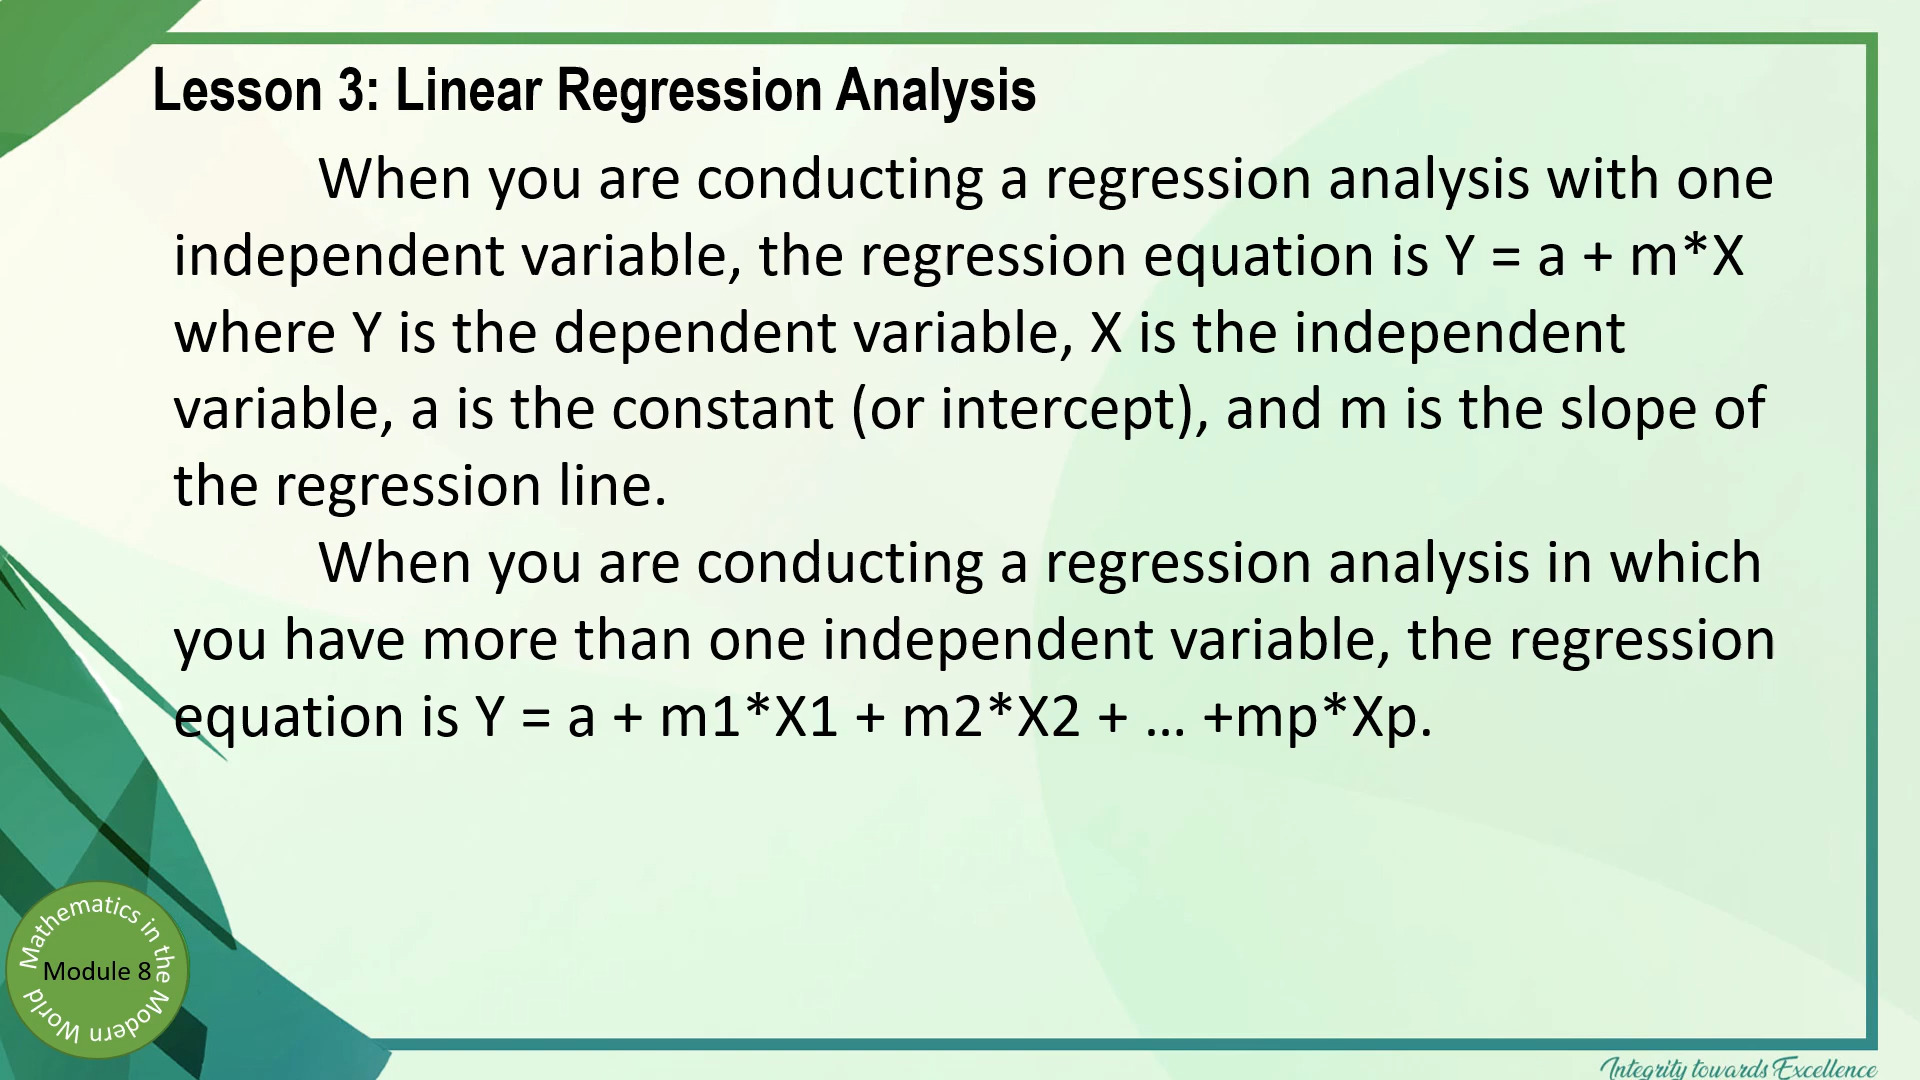 Lesson 3: Linear Regression Analysis
When you are conducting a regression analysis with one
independent variable, the regression equation is Y = a + m*X
where Y is the dependent variable, X is the independent
variable, a is the constant (or intercept), and m is the slope of
the regression line.
When you are conducting a regression analysis in which
you have more than one independent variable, the regression
equation is Y = a + m1*X1 + m2*X2 + … +mp*Xp.
Mathematics in the Modern World
Module 8
Integrity towards Excellence